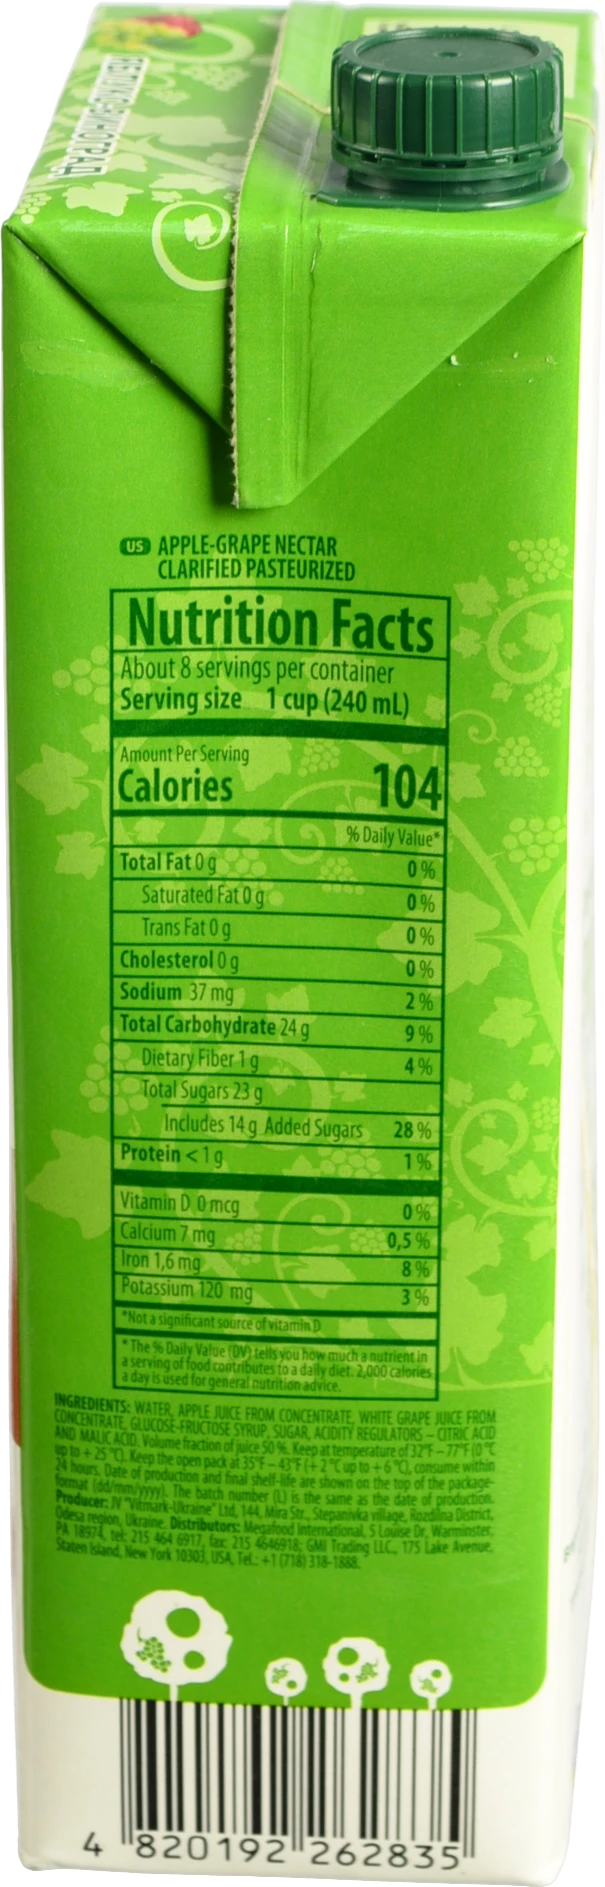 ЯБЛУКО-ВИНОГРАД
US APPLE-GRAPE NECTAR
CLARIFIED PASTEURIZED
Nutrition Facts
About 8 servings per container
Serving size 1 cup (240 mL)
Amount Per Serving
Calories 104
% Daily Value*
Total Fat 0 g 0 %
Saturated Fat 0 g 0 %
Trans Fat 0 g 0 %
Cholesterol 0 g 0 %
Sodium 37 mg 2 %
Total Carbohydrate 24 g 9 %
Dietary Fiber 1 g 4 %
Total Sugars 23 g
Includes 14 g Added Sugars 28 %
Protein < 1 g 1 %
Vitamin D 0 mcg 0 %
Calcium 7 mg 0,5 %
Iron 1,6 mg 8 %
Potassium 120 mg 3 %
*Not a significant source of vitamin D
* The % Daily Value (DV) tells you how much a nutrient in
a serving of food contributes to a daily diet. 2,000 calories
a day is used for general nutrition advice.
INGREDIENTS: WATER, APPLE JUICE FROM CONCENTRATE, WHITE GRAPE JUICE FROM
CONCENTRATE, GLUCOSE-FRUCTOSE SYRUP, SUGAR, ACIDITY REGULATORS – CITRIC ACID
AND MALIC ACID. Volume fraction of juice 50 %. Keep at temperature of 32°F – 77°F (0 °C
up to + 25 °C). Keep the open pack at 35°F – 43°F (+ 2 °C up to + 6 °C), consume within
24 hours. Date of production and final shelf-life are shown on the top of the package-
format (dd/mm/yyyy). The batch number (L) is the same as the date of production.
Producer: JV "Vitmark-Ukraine" Ltd, 144, Mira Str., Stepanivka village, Rozdilna District,
Odesa region, Ukraine. Distributors: Megafood International, 5 Louise Dr, Warminster,
PA 18974, tel: 215 464 6917, fax: 215 4646918; GMI Trading LLC., 175 Lake Avenue,
Staten Island, New York 10303, USA, Tel.: +1 (718) 318-1888.
4 820192 262835